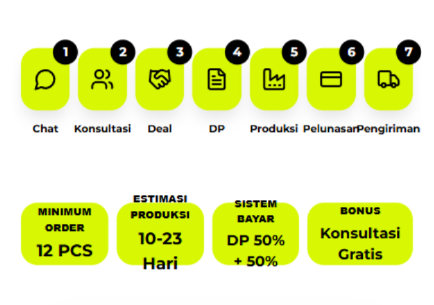 1 2 3 4 5 6 7
Chat Konsultasi Deal DP Produksi Pelunasan Pengiriman
MINIMUM
ORDER
12 PCS
ESTIMASI
PRODUKSI
10-23
Hari
SISTEM
BAYAR
DP 50%
+ 50%
BONUS
Konsultasi
Gratis